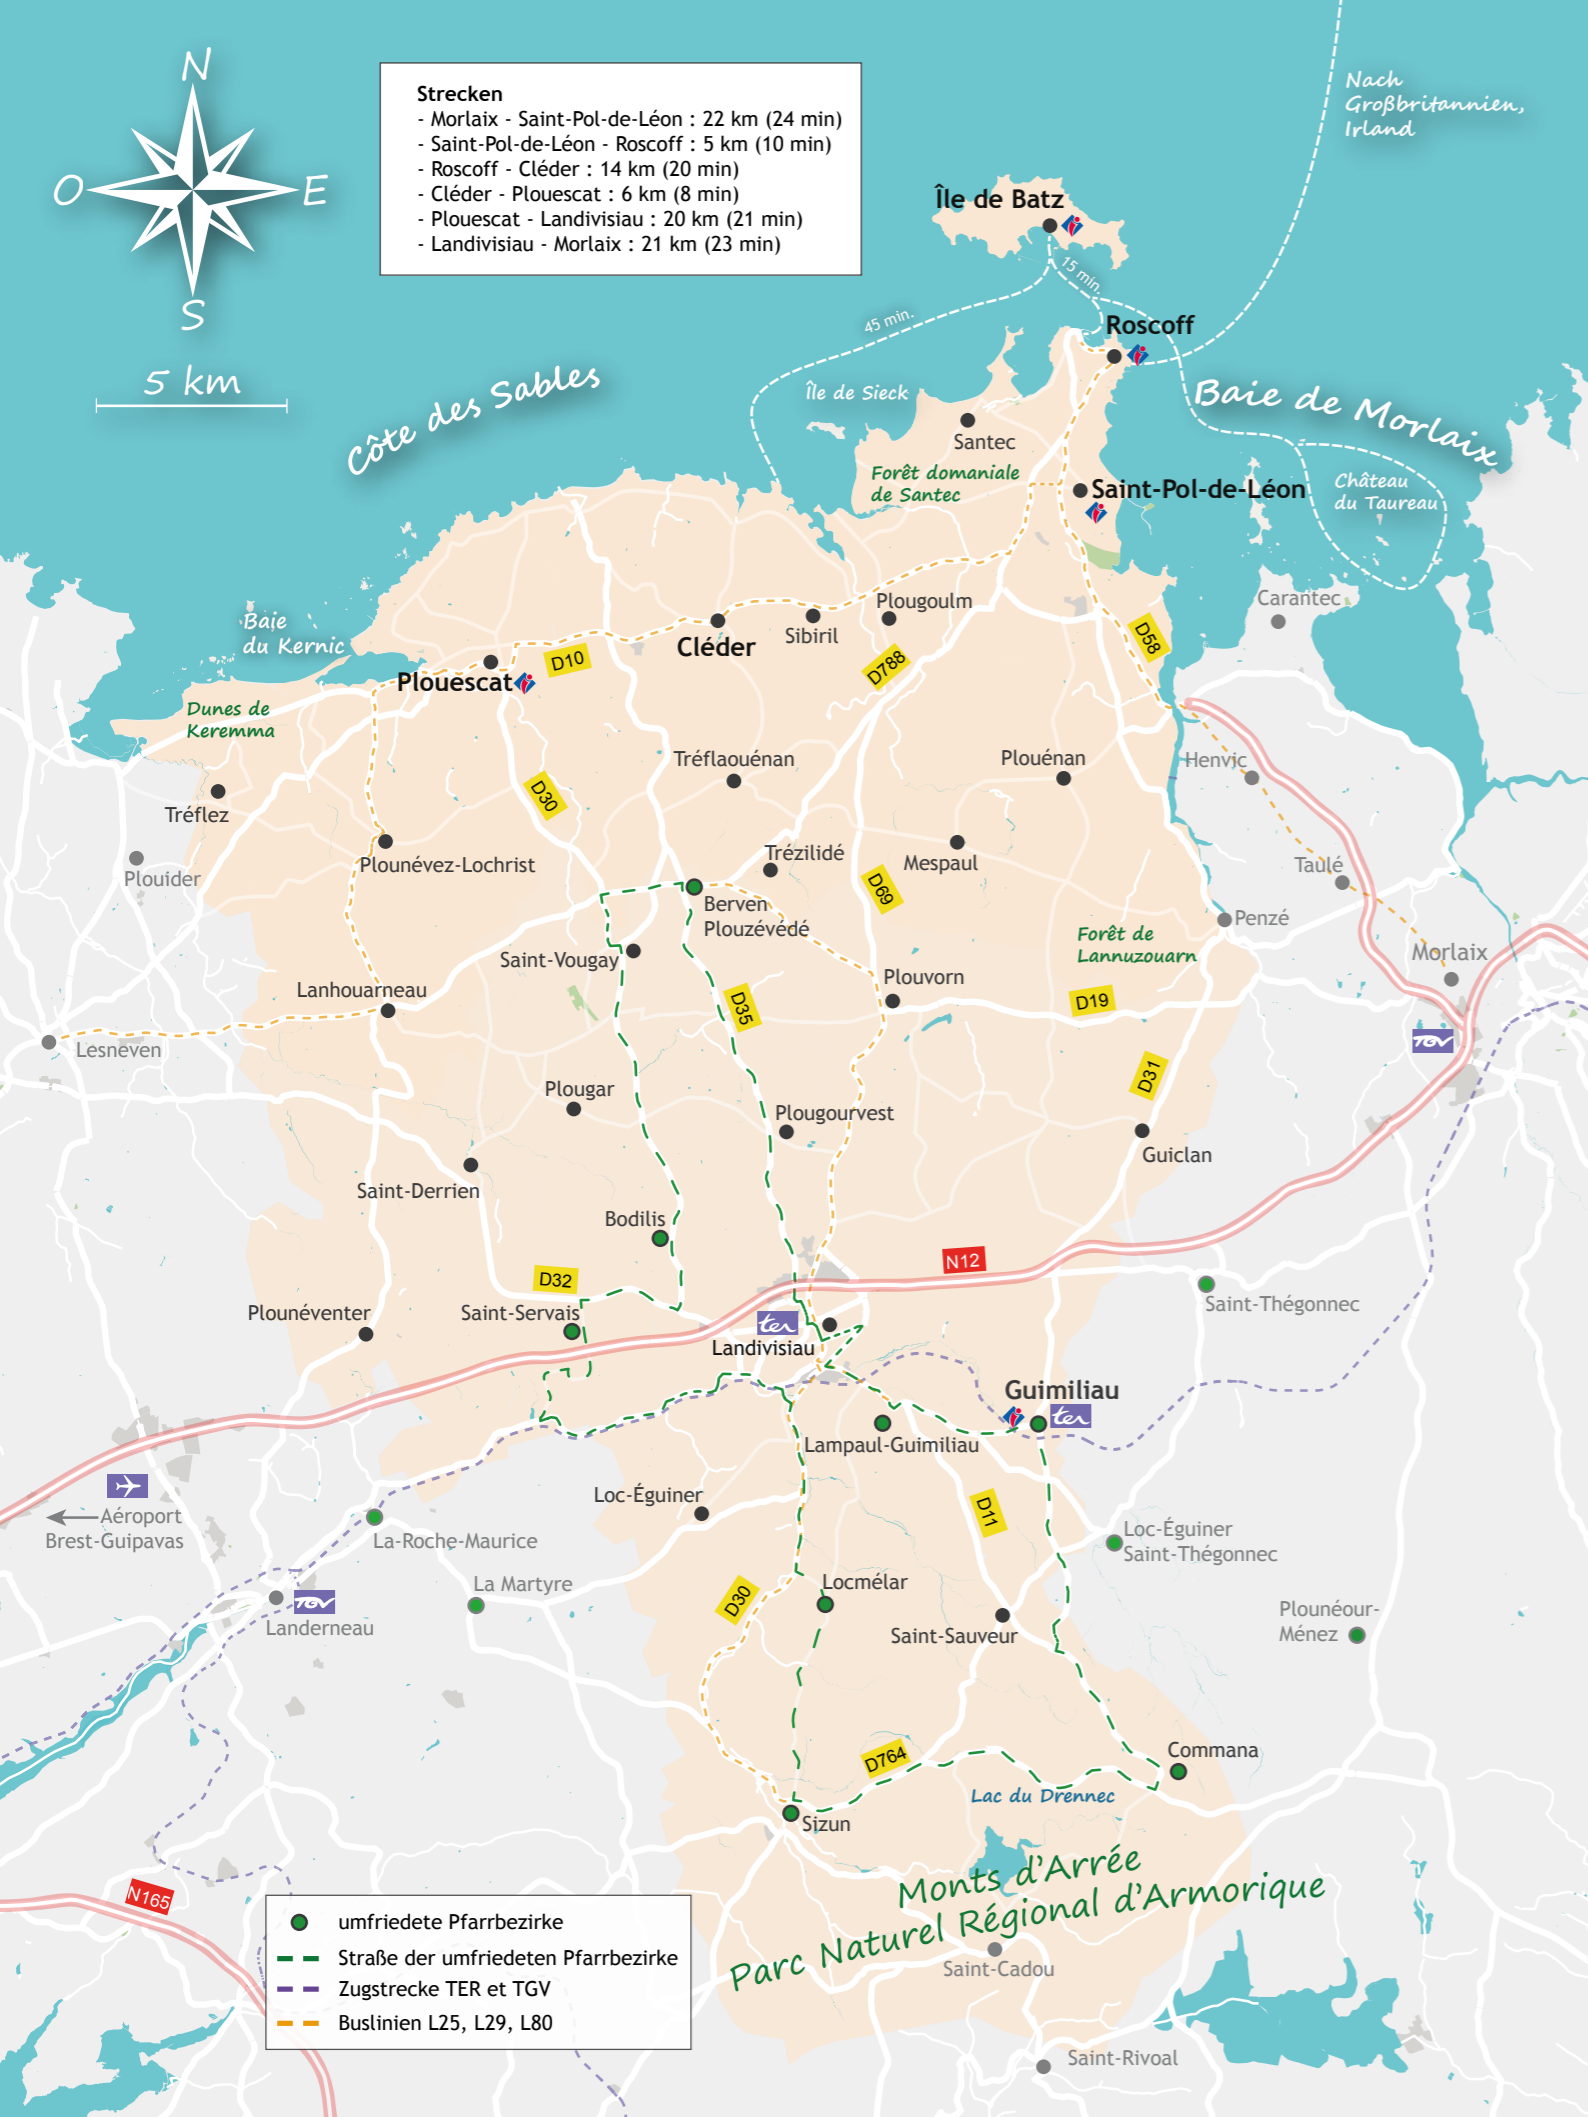 N
O
E
S
5 km
Strecken
- Morlaix - Saint-Pol-de-Léon : 22 km (24 min)
- Saint-Pol-de-Léon - Roscoff : 5 km (10 min)
- Roscoff - Cléder : 14 km (20 min)
- Cléder - Plouescat : 6 km (8 min)
- Plouescat - Landivisiau : 20 km (21 min)
- Landivisiau - Morlaix : 21 km (23 min)
Nach
Großbritannien,
Irland
Île de Batz
15 min.
45 min.
Roscoff
Côte des Sables
Île de Sieck
Baie de Morlaix
Santec
Forêt domaniale
de Santec
Saint-Pol-de-Léon
Château
du Taureau
Carantec
Baie
du Kernic
Plougoulm
Sibiril
Cléder
D58
D10
D788
Plouescat
Dunes de
Keremma
Tréflaouénan
Plouénan
Henvic
D30
Tréflez
Plounévez-Lochrist
Trézilidé
Mespaul
Taulé
Plouider
D69
Berven
Plouzévédé
Penzé
Forêt de
Lannuzouarn
Saint-Vougay
Morlaix
Plouvorn
Lanhouarneau
D35
D19
TGV
Lesneven
Plougar
D31
Plougourvest
Guiclan
Saint-Derrien
Bodilis
N12
D32
Saint-Thégonnec
Plounéventer
Saint-Servais
ter
Landivisiau
Guimiliau
ter
Lampaul-Guimiliau
Loc-Éguiner
D11
Aéroport
Brest-Guipavas
La-Roche-Maurice
Loc-Éguiner
Saint-Thégonnec
La Martyre
Locmélar
D30
TGV
Landerneau
Plounéour-
Ménez
Saint-Sauveur
Commana
D764
Lac du Drennec
Sizun
Monts d'Arrée
Parc Naturel Régional d'Armorique
N165
Saint-Cadou
Saint-Rivoal
umfriedete Pfarrbezirke
Straße der umfriedeten Pfarrbezirke
Zugstrecke TER et TGV
Buslinien L25, L29, L80